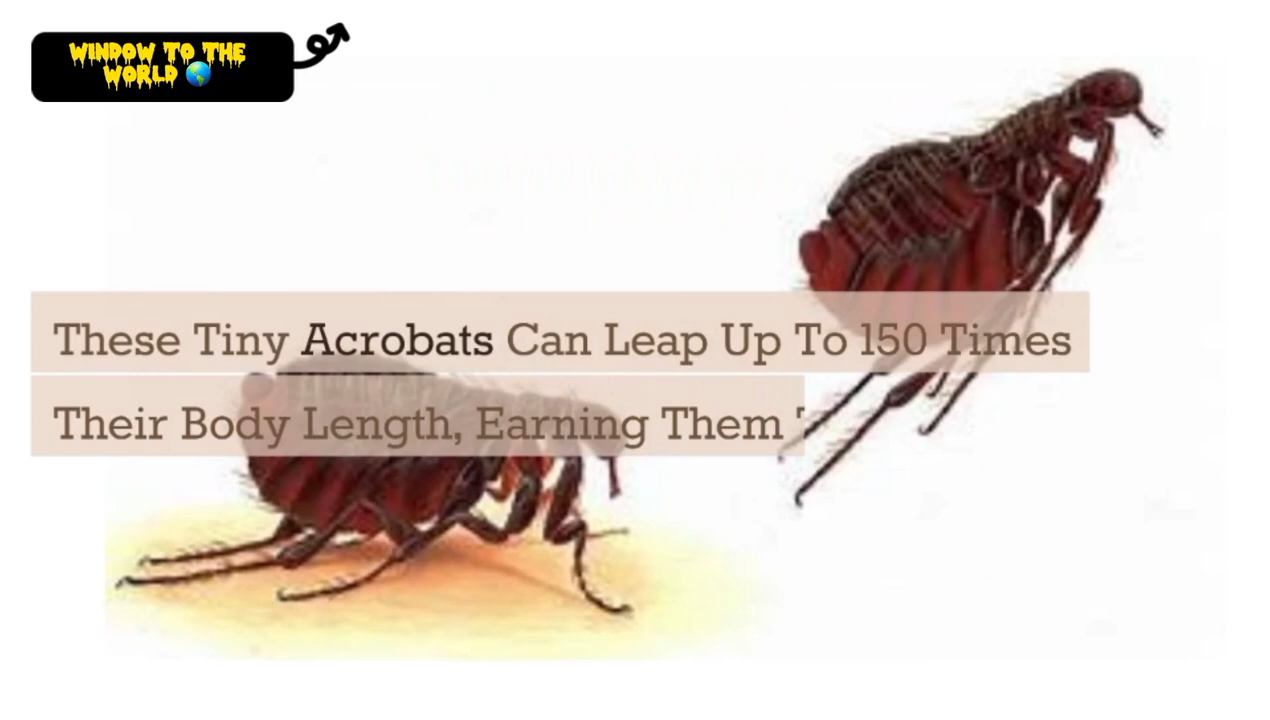 WINDOW TO THE
WORLD 🌎
These Tiny Acrobats Can Leap Up To 150 Times
Their Body Length, Earning Them